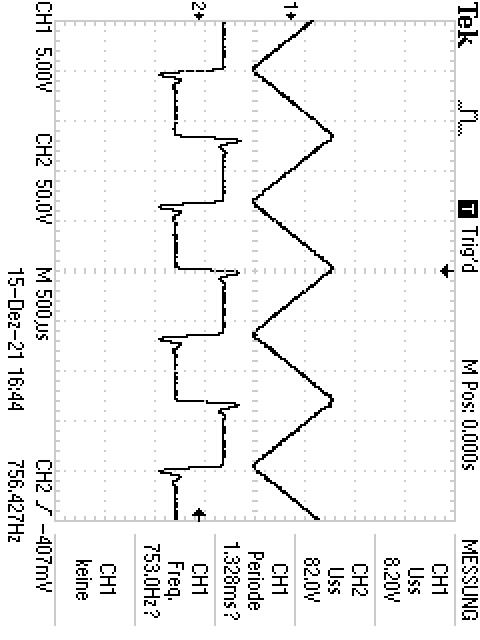 Tek T Trig'd M Pos: 0.000s MESSUNG
CH1
Uss
8.20V
CH2
Uss
82.0V
1
CH1
Periode
1.328ms?
2
CH1
Freq.
753.0Hz?
CH1
keine
CH1 5.00V CH2 50.0V M 500µs CH2 -407mV
15-Dez-21 16:44 756.427Hz